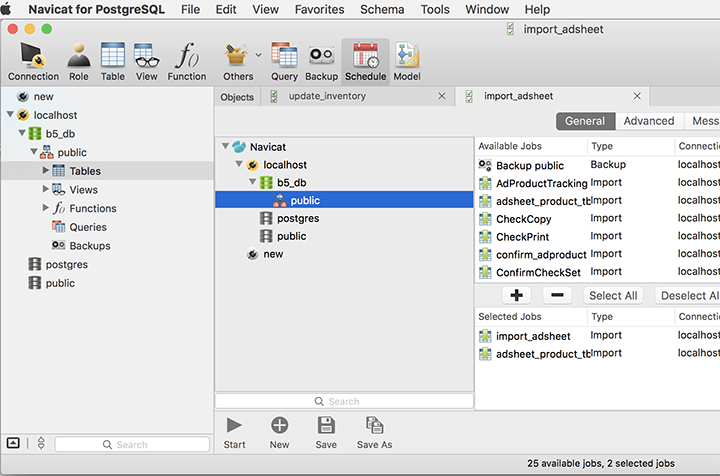 Navicat for PostgreSQL File Edit View Favorites Schema Tools Window Help
import_adsheet
Connection Role Table View Function Others Query Backup Schedule Model
new
localhost
b5_db
public
Tables
Views
Functions
Queries
Backups
postgres
public
Search
Objects update_inventory import_adsheet
General Advanced Mess
Navicat
localhost
b5_db
public
postgres
public
new
Search
Available Jobs Type Connectio
Backup public Backup localhost
AdProductTracking Import localhost
adsheet_product_tb Import localhost
CheckCopy Import localhost
CheckPrint Import localhost
confirm_adproduct Import localhost
ConfirmCheckSet Import localhost
Select All Deselect Al
Selected Jobs Type Connectio
import_adsheet Import localhost
adsheet_product_tb Import localhost
Start New Save Save As
25 available jobs, 2 selected jobs